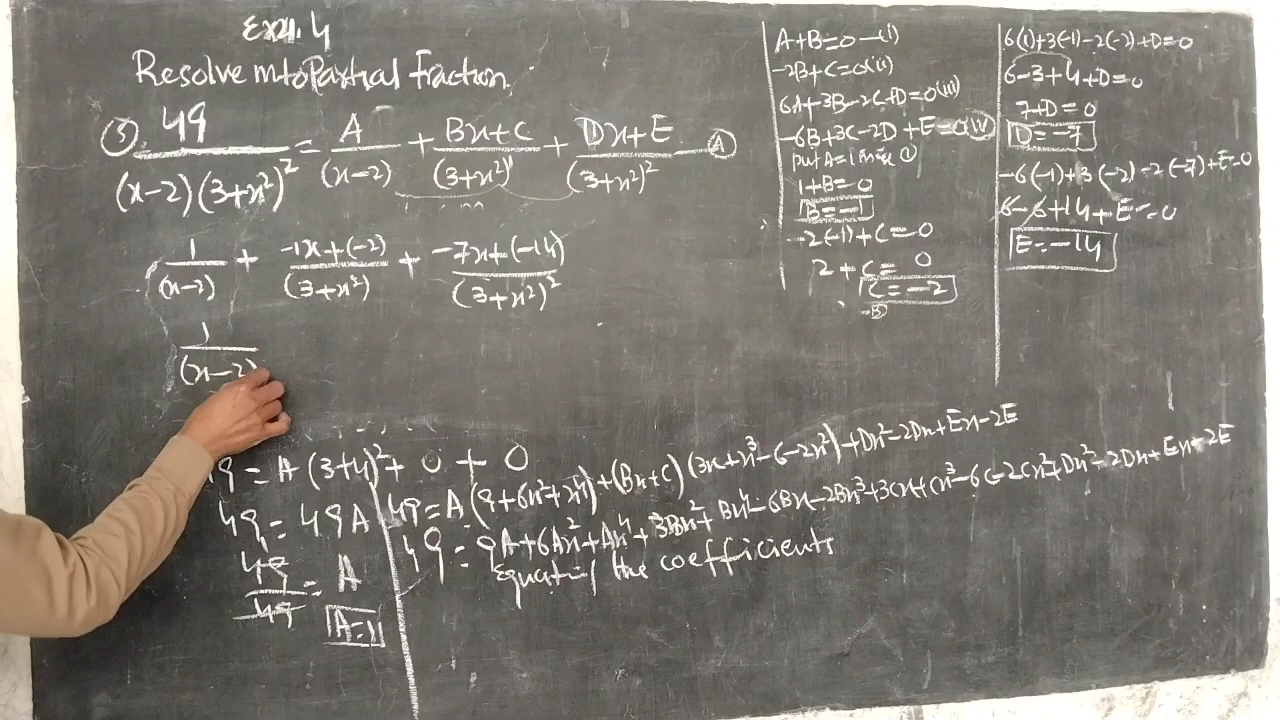 Ex 4.4
Resolve into Partial Fraction
⑤ 49/((x-2)(3+x²)²) = A/(x-2) + (Bx+C)/(3+x²) + (Dx+E)/(3+x²)² — Ⓐ
1/(x-2) + (-1x+(-2))/(3+x²) + (-7x+(-14))/(3+x²)²
1/(x-2)
49 = A(3+4)² + 0 + 0
49 = 49A
49/49 = A
A=1
49 = A(9+6x²+x⁴) + (Bx+C)(3x+x³-6-2x²) + Dx²-2Dx+Ex-2E
49 = 9A+6Ax²+Ax⁴+3Bx²+Bx⁴-6Bx-2Bx³+3Cx+Cx³-6C-2Cx²+Dx²-2Dx+Ex-2E
Equating the coefficients
A+B=0 —(i)
-2B+C=0(ii)
6A+3B-2C+D=0(iii)
-6B+3C-2D+E=0(iv)
put A=1 in eq ①
1+B=0
B=-1
-2(-1)+C=0
2+C=0
C=-2
6(1)+3(-1)-2(-2)+D=0
6-3+4+D=0
7+D=0
D=-7
-6(-1)+3(-2)-2(-7)+E=0
6-6+14+E=0
E=-14